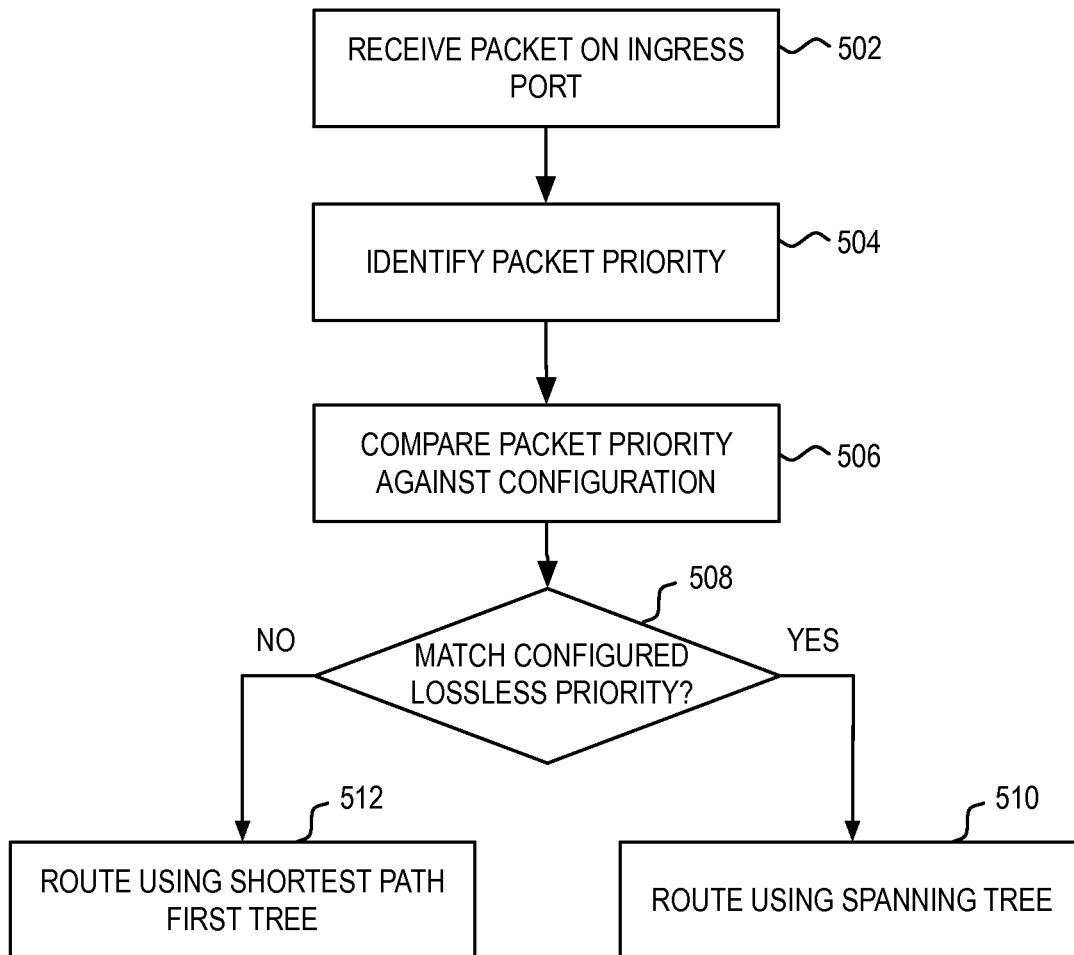 RECEIVE PACKET ON INGRESS
PORT
502
IDENTIFY PACKET PRIORITY
504
COMPARE PACKET PRIORITY
AGAINST CONFIGURATION
506
508
NO
MATCH CONFIGURED
LOSSLESS PRIORITY?
YES
512
ROUTE USING SHORTEST PATH
FIRST TREE
510
ROUTE USING SPANNING TREE